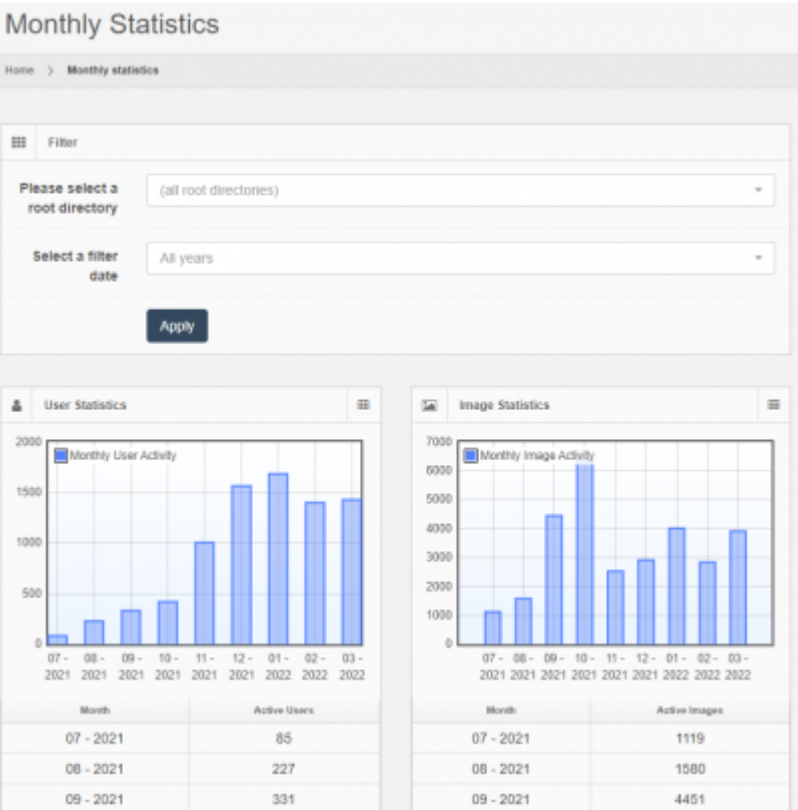 Monthly Statistics
Home > Monthly statistics
Filter
Please select a
root directory
(all root directories)
Select a filter
date
All years
Apply
User Statistics
2000
1500
1000
500
0
Monthly User Activity
07 - 08 - 09 - 10 - 11 - 12 - 01 - 02 - 03 -
2021 2021 2021 2021 2021 2021 2022 2022 2022
Month Active Users
07 - 2021 85
08 - 2021 227
09 - 2021 331
Image Statistics
7000
6000
5000
4000
3000
2000
1000
0
Monthly Image Activity
07 - 08 - 09 - 10 - 11 - 12 - 01 - 02 - 03 -
2021 2021 2021 2021 2021 2021 2022 2022 2022
Month Active Images
07 - 2021 1119
08 - 2021 1580
09 - 2021 4451